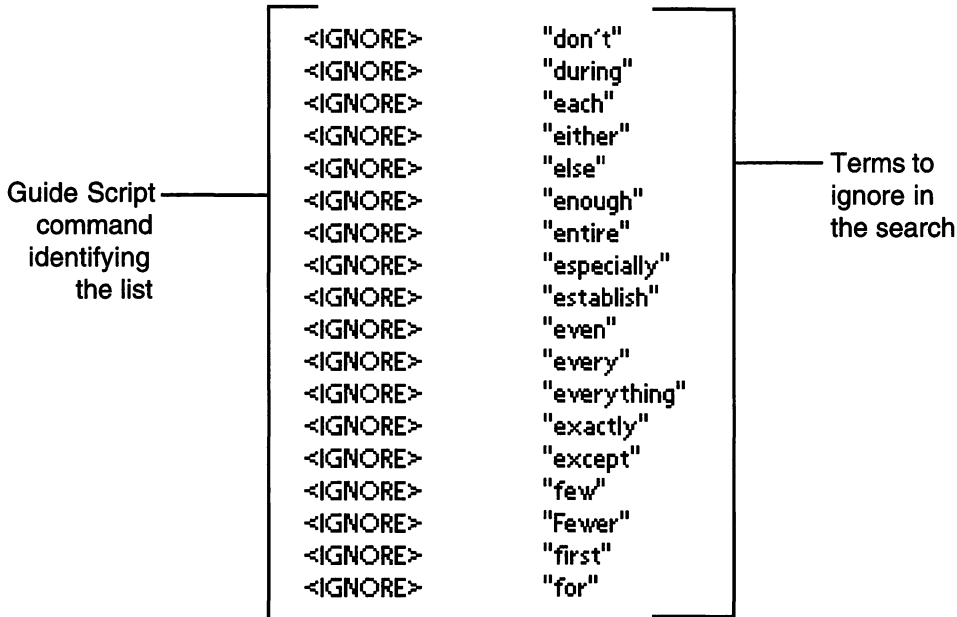 <IGNORE> "don´t"
<IGNORE> "during"
<IGNORE> "each"
<IGNORE> "either"
<IGNORE> "else"
<IGNORE> "enough"
<IGNORE> "entire"
<IGNORE> "especially"
<IGNORE> "establish"
<IGNORE> "even"
<IGNORE> "every"
<IGNORE> "everything"
<IGNORE> "exactly"
<IGNORE> "except"
<IGNORE> "few"
<IGNORE> "Fewer"
<IGNORE> "first"
<IGNORE> "for"
Guide Script
command
identifying
the list
Terms to
ignore in
the search